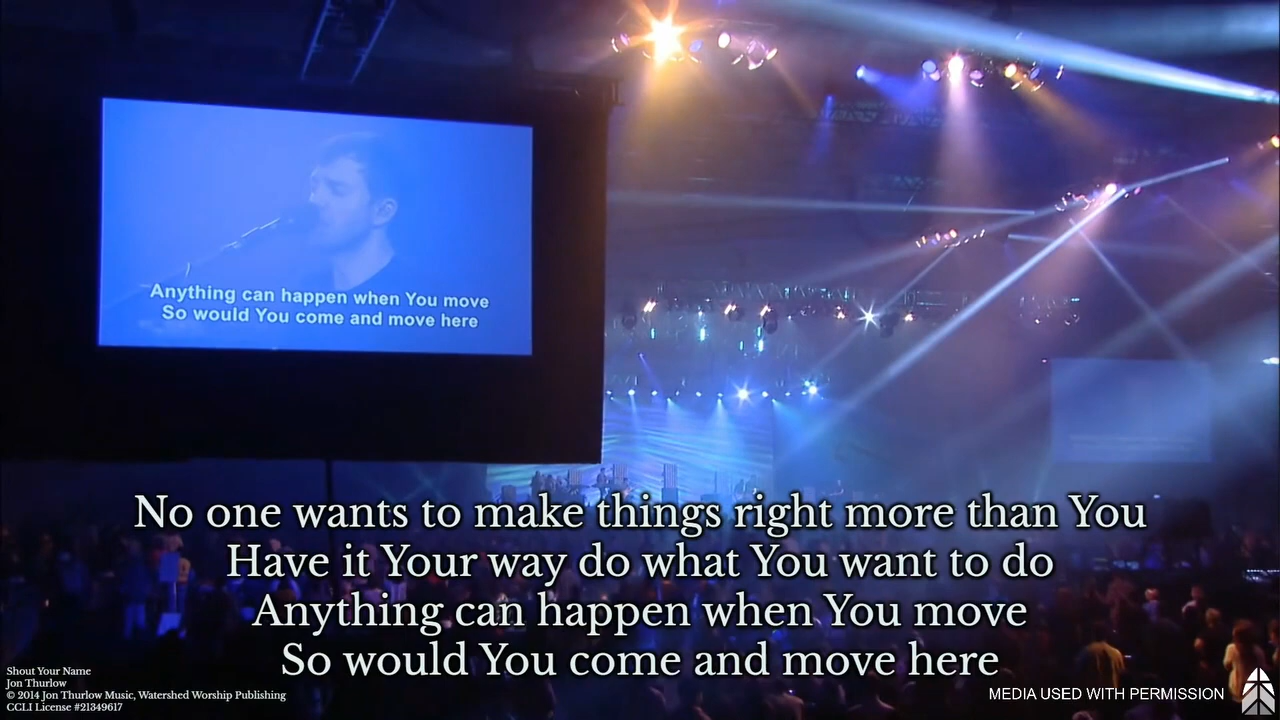 Anything can happen when You move
So would You come and move here
No one wants to make things right more than You
Have it Your way do what You want to do
Anything can happen when You move
So would You come and move here
Shout Your Name
Jon Thurlow
© 2014 Jon Thurlow Music, Watershed Worship Publishing
CCLI License #21349617
MEDIA USED WITH PERMISSION